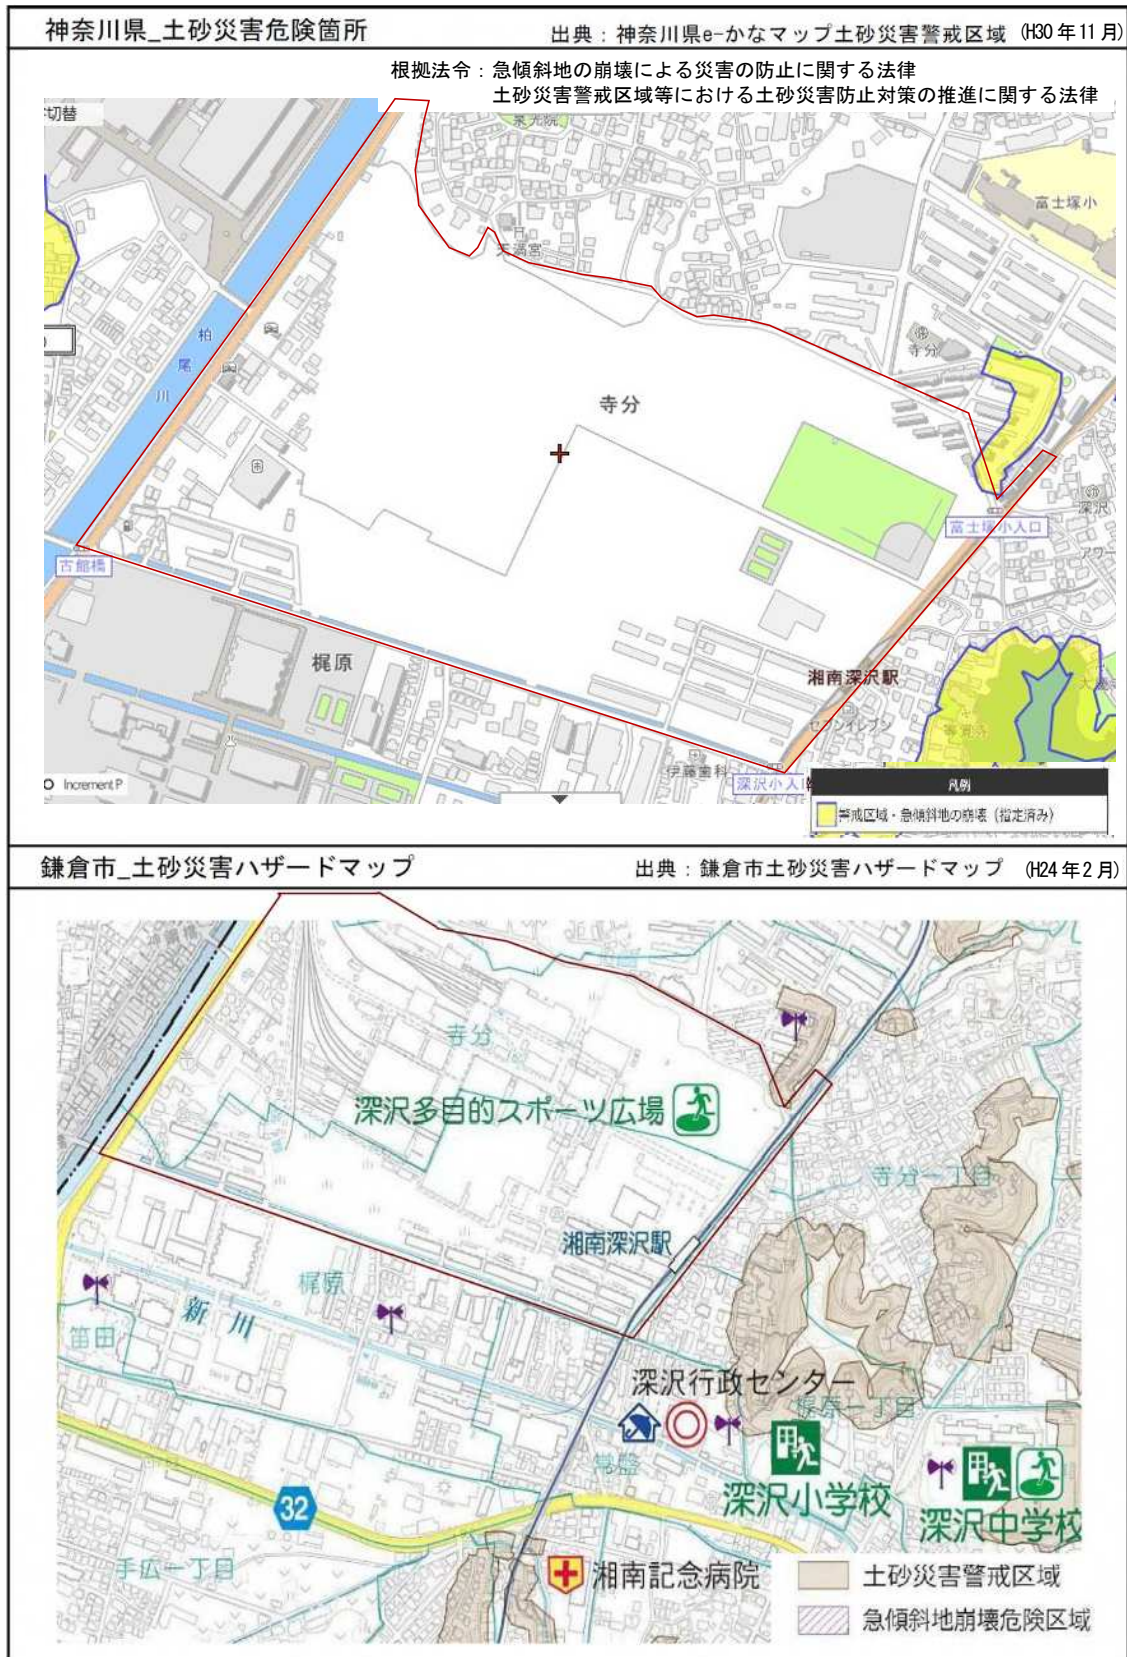 神奈川県_土砂災害危険箇所
出典：神奈川県e-かなマップ土砂災害警戒区域 (H30年11月)
根拠法令：急傾斜地の崩壊による災害の防止に関する法律
土砂災害警戒区域等における土砂災害防止対策の推進に関する法律
切替
泉光院
富士塚小
天満宮
柏
尾
川
寺分
寺分
深沢
富士塚小入口
古館橋
梶原
湘南深沢駅
セブンイレブン
等覚寺
伊藤歯科
深沢小入
Increment P
凡例
警戒区域・急傾斜地の崩壊（指定済み）
鎌倉市_土砂災害ハザードマップ
出典：鎌倉市土砂災害ハザードマップ (H24年2月)
寺分
深沢多目的スポーツ広場
寺分一丁目
湘南深沢駅
梶原
新川
笛田
深沢行政センター
梶原一丁目
常盤
深沢小学校
深沢中学校
32
手広一丁目
湘南記念病院
土砂災害警戒区域
急傾斜地崩壊危険区域